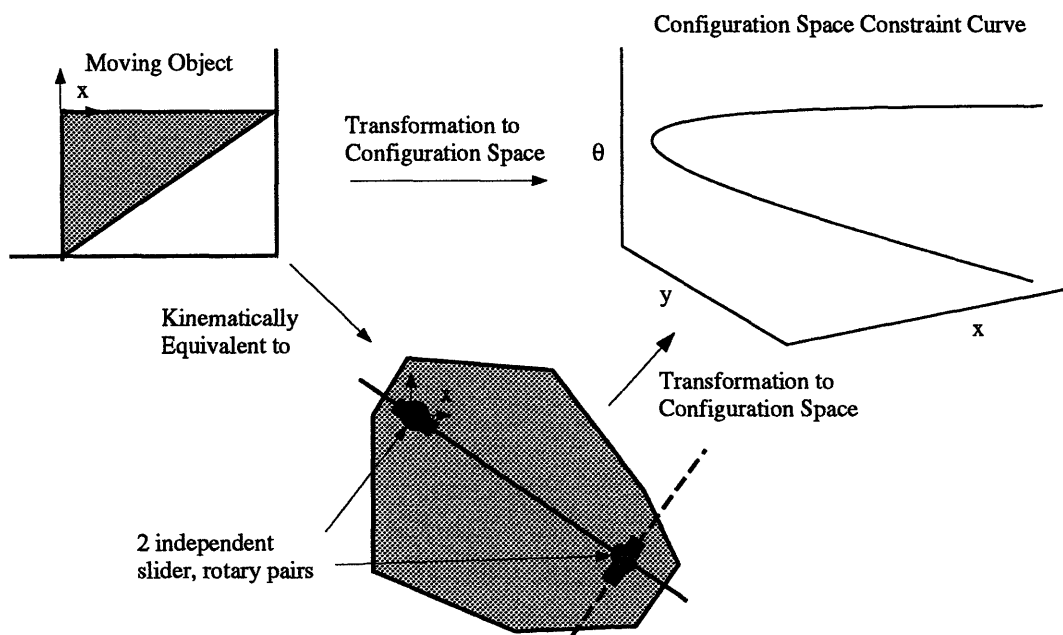 Configuration Space Constraint Curve
Moving Object
x
Transformation to
Configuration Space
θ
y
x
Kinematically
Equivalent to
x
Transformation to
Configuration Space
2 independent
slider, rotary pairs